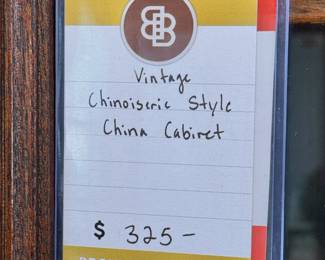 Vintage
Chinoiserie Style
China Cabinet
$ 325-